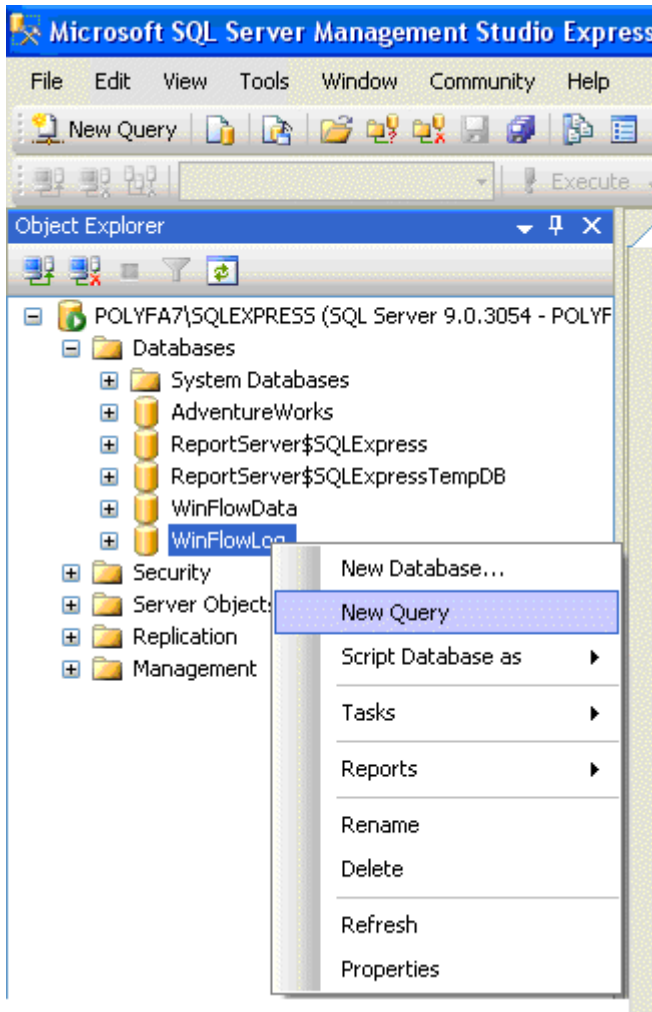 Microsoft SQL Server Management Studio Express
File Edit View Tools Window Community Help
New Query
Execute
Object Explorer
POLYFA7\SQLEXPRESS (SQL Server 9.0.3054 - POLYF
Databases
System Databases
AdventureWorks
ReportServer$SQLExpress
ReportServer$SQLExpressTempDB
WinFlowData
WinFlowLog
Security
Server Objects
Replication
Management
New Database...
New Query
Script Database as
Tasks
Reports
Rename
Delete
Refresh
Properties